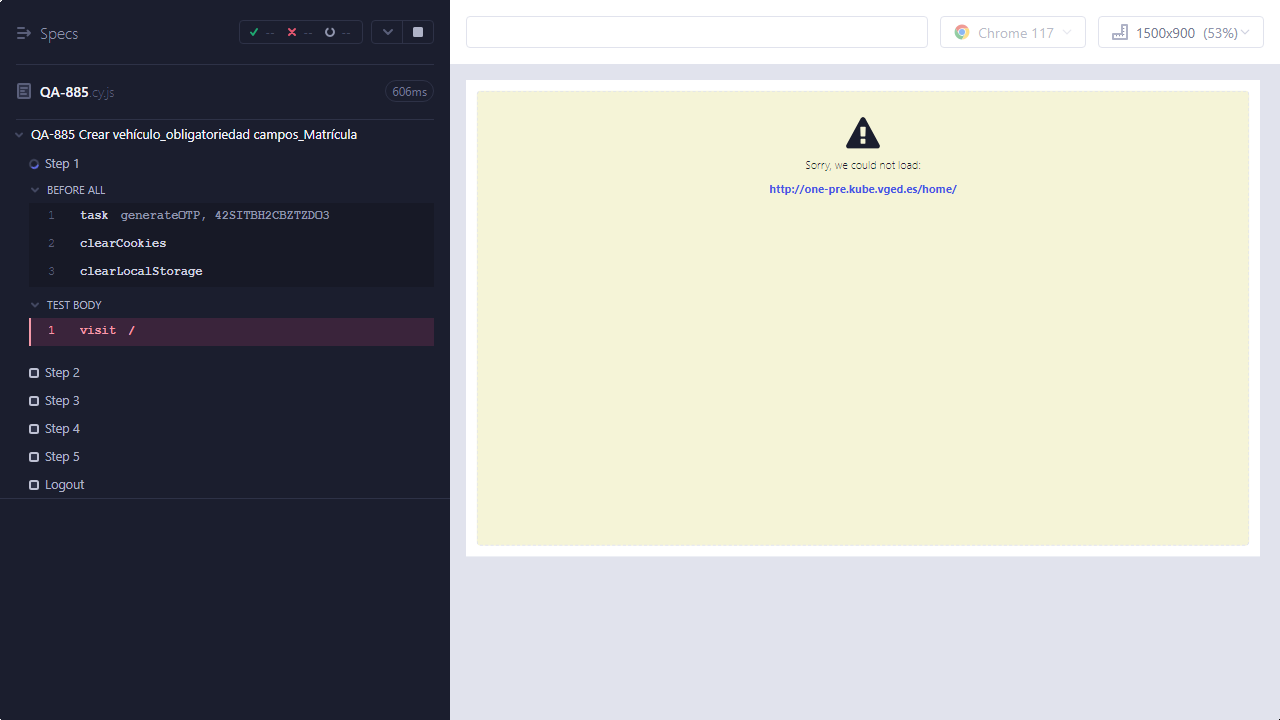 Specs
-- -- --
QA-885.cy.js 606ms
QA-885 Crear vehículo_obligatoriedad campos_Matrícula
Step 1
BEFORE ALL
1 task generateOTP, 42SITBH2CBZTZDO3
2 clearCookies
3 clearLocalStorage
TEST BODY
1 visit /
Step 2
Step 3
Step 4
Step 5
Logout
Chrome 117
1500x900 (53%)
Sorry, we could not load:
http://one-pre.kube.vged.es/home/